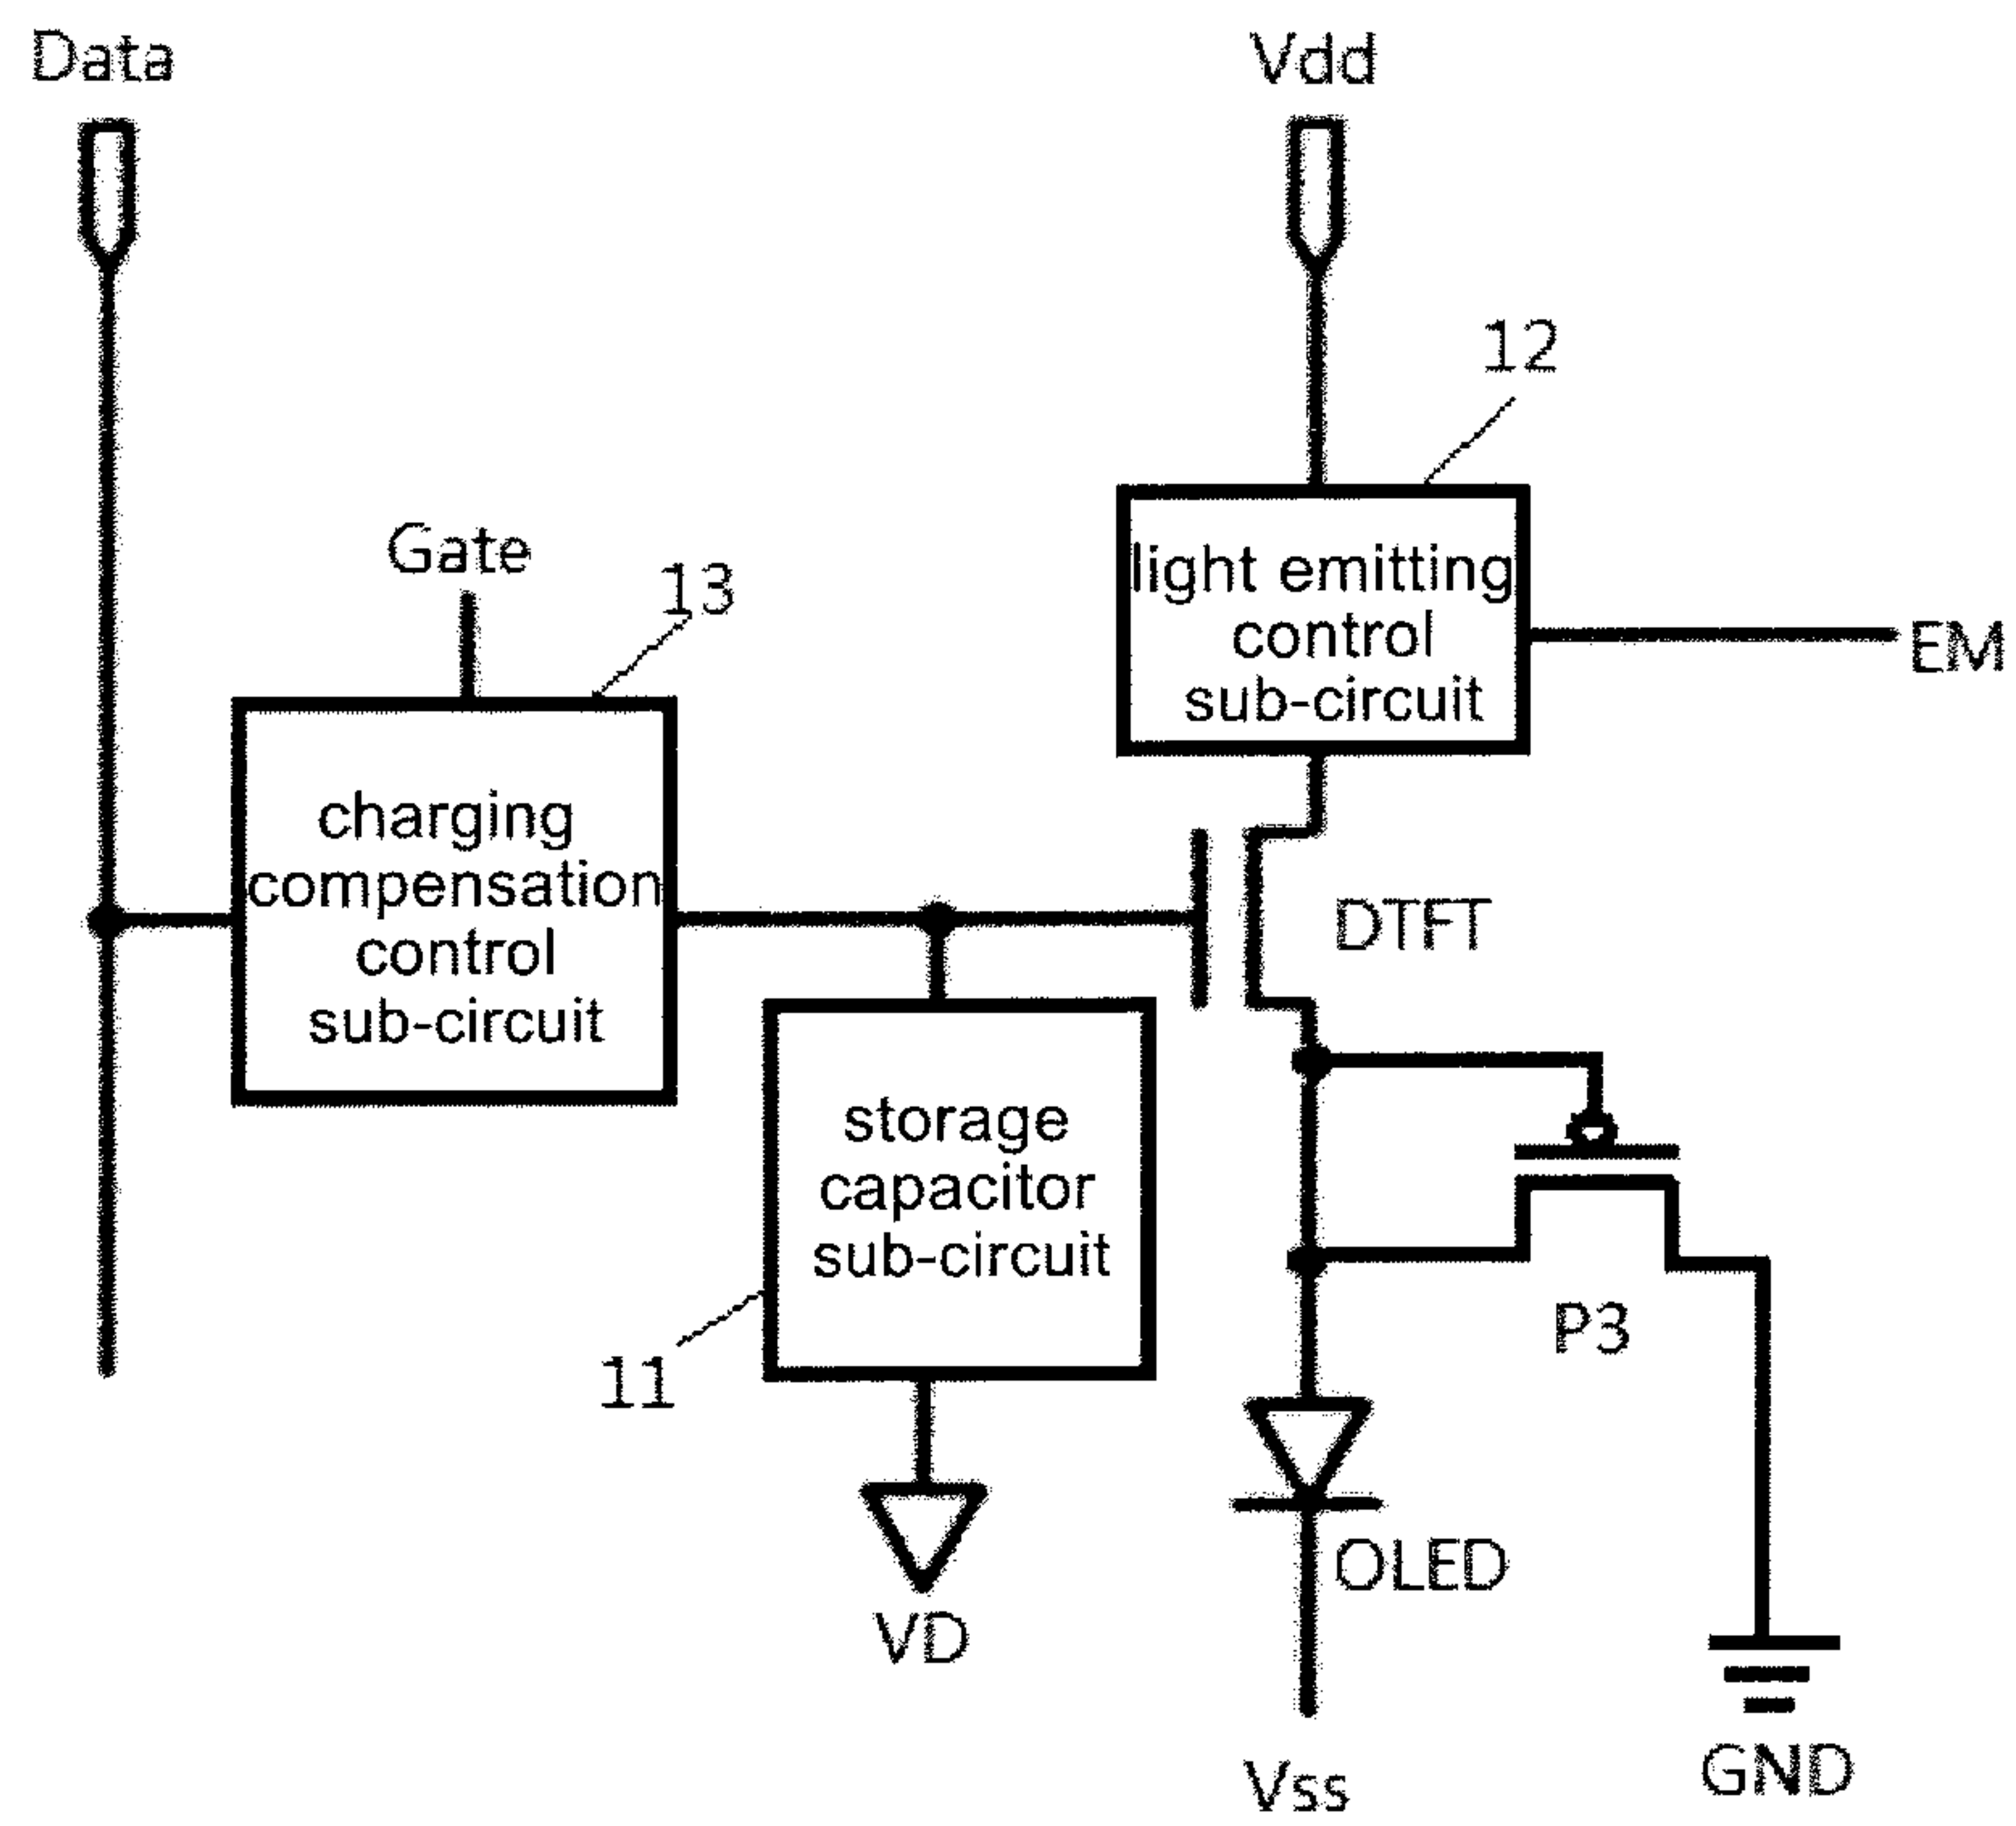 Data
Vdd
12
Gate
13
light emitting
control
sub-circuit
EM
charging
compensation
control
sub-circuit
DTFT
storage
capacitor
sub-circuit
P3
11
OLED
VD
Vss
GND